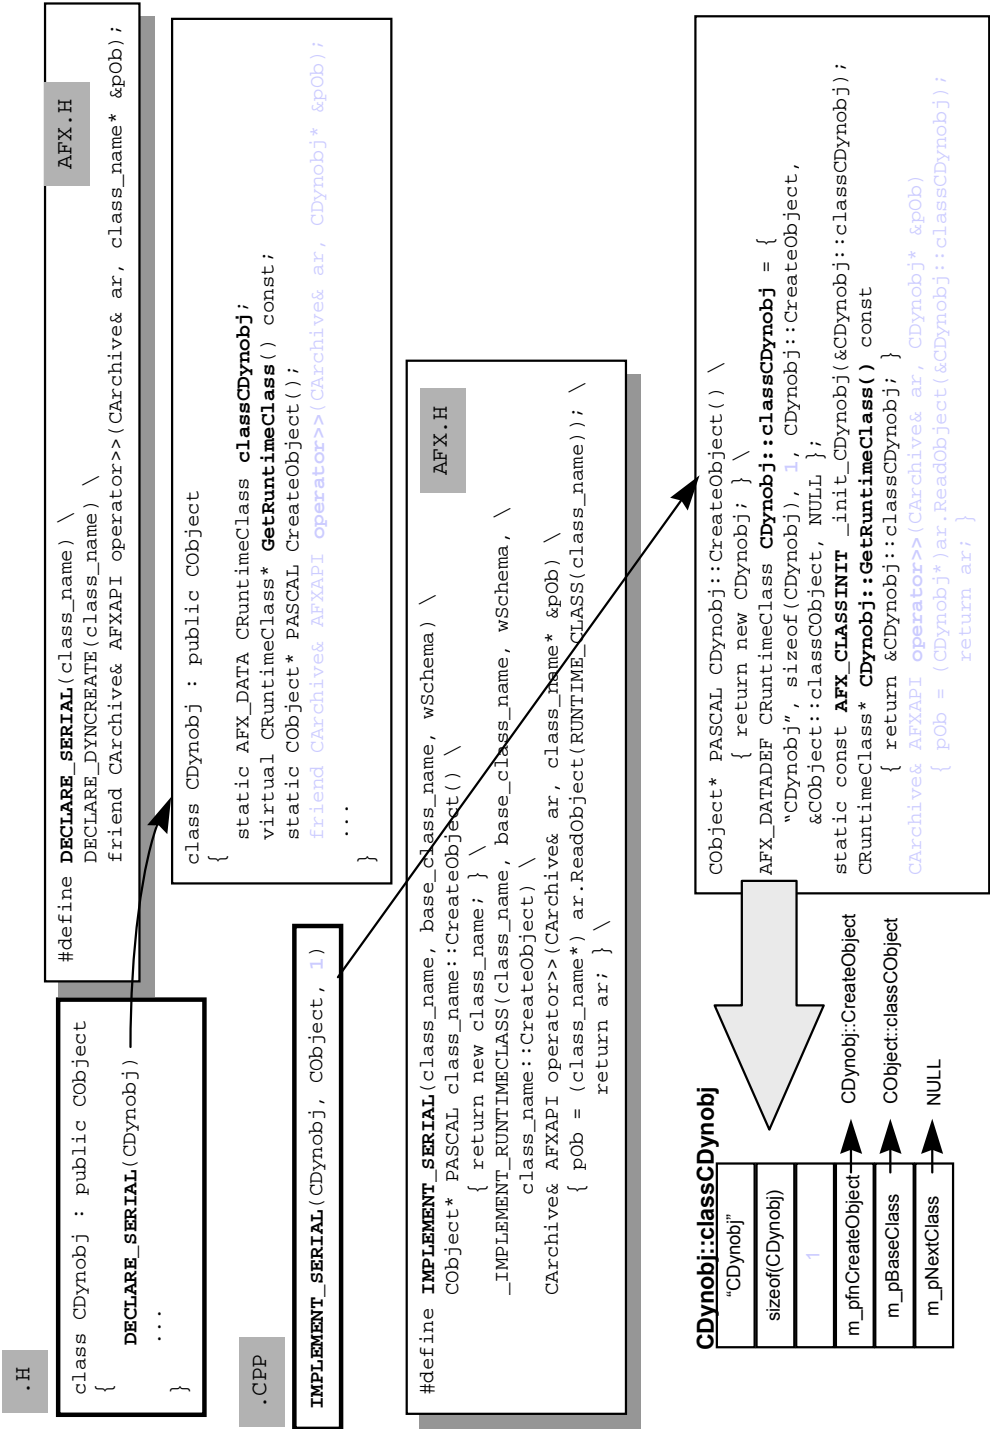 .H
class CDynobj : public CObject
{
DECLARE_SERIAL(CDynobj)
...
}
AFX.H
#define DECLARE_SERIAL(class_name) \
DECLARE_DYNCREATE(class_name) \
friend CArchive& AFXAPI operator>>(CArchive& ar, class_name* &pOb);
class CDynobj : public CObject
{
static AFX_DATA CRuntimeClass classCDynobj;
virtual CRuntimeClass* GetRuntimeClass() const;
static CObject* PASCAL CreateObject();
friend CArchive& AFXAPI operator>>(CArchive& ar, CDynobj* &pOb);
...
}
.CPP
IMPLEMENT_SERIAL(CDynobj, CObject, 1)
AFX.H
#define IMPLEMENT_SERIAL(class_name, base_class_name, wSchema) \
CObject* PASCAL class_name::CreateObject() \
{ return new class_name; } \
_IMPLEMENT_RUNTIMECLASS(class_name, base_class_name, wSchema, \
class_name::CreateObject) \
CArchive& AFXAPI operator>>(CArchive& ar, class_name* &pOb) \
{ pOb = (class_name*) ar.ReadObject(RUNTIME_CLASS(class_name)); \
return ar; } \
CDynobj::classCDynobj
“CDynobj”
sizeof(CDynobj)
1
m_pfnCreateObject
CDynobj::CreateObject
m_pBaseClass
CObject::classCObject
m_pNextClass
NULL
CObject* PASCAL CDynobj::CreateObject() \
{ return new CDynobj; } \
AFX_DATADEF CRuntimeClass CDynobj::classCDynobj = {
“CDynobj”, sizeof(CDynobj), 1, CDynobj::CreateObject,
&CObject::classCObject, NULL };
static const AFX_CLASSINIT _init_CDynobj(&CDynobj::classCDynobj);
CRuntimeClass* CDynobj::GetRuntimeClass() const
{ return &CDynobj::classCDynobj; }
CArchive& AFXAPI operator>>(CArchive& ar, CDynobj* &pOb)
{ pOb = (CDynobj*)ar.ReadObject(&CDynobj::classCDynobj);
return ar; }